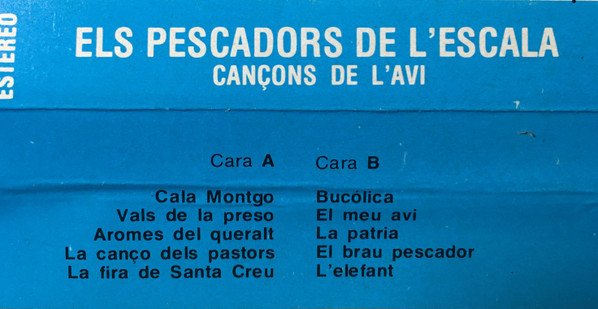 ESTEREO
ELS PESCADORS DE L'ESCALA
CANÇONS DE L'AVI
Cara A
Cala Montgo
Vals de la preso
Aromes del queralt
La canço dels pastors
La fira de Santa Creu
Cara B
Bucólica
El meu avi
La patria
El brau pescador
L'elefant